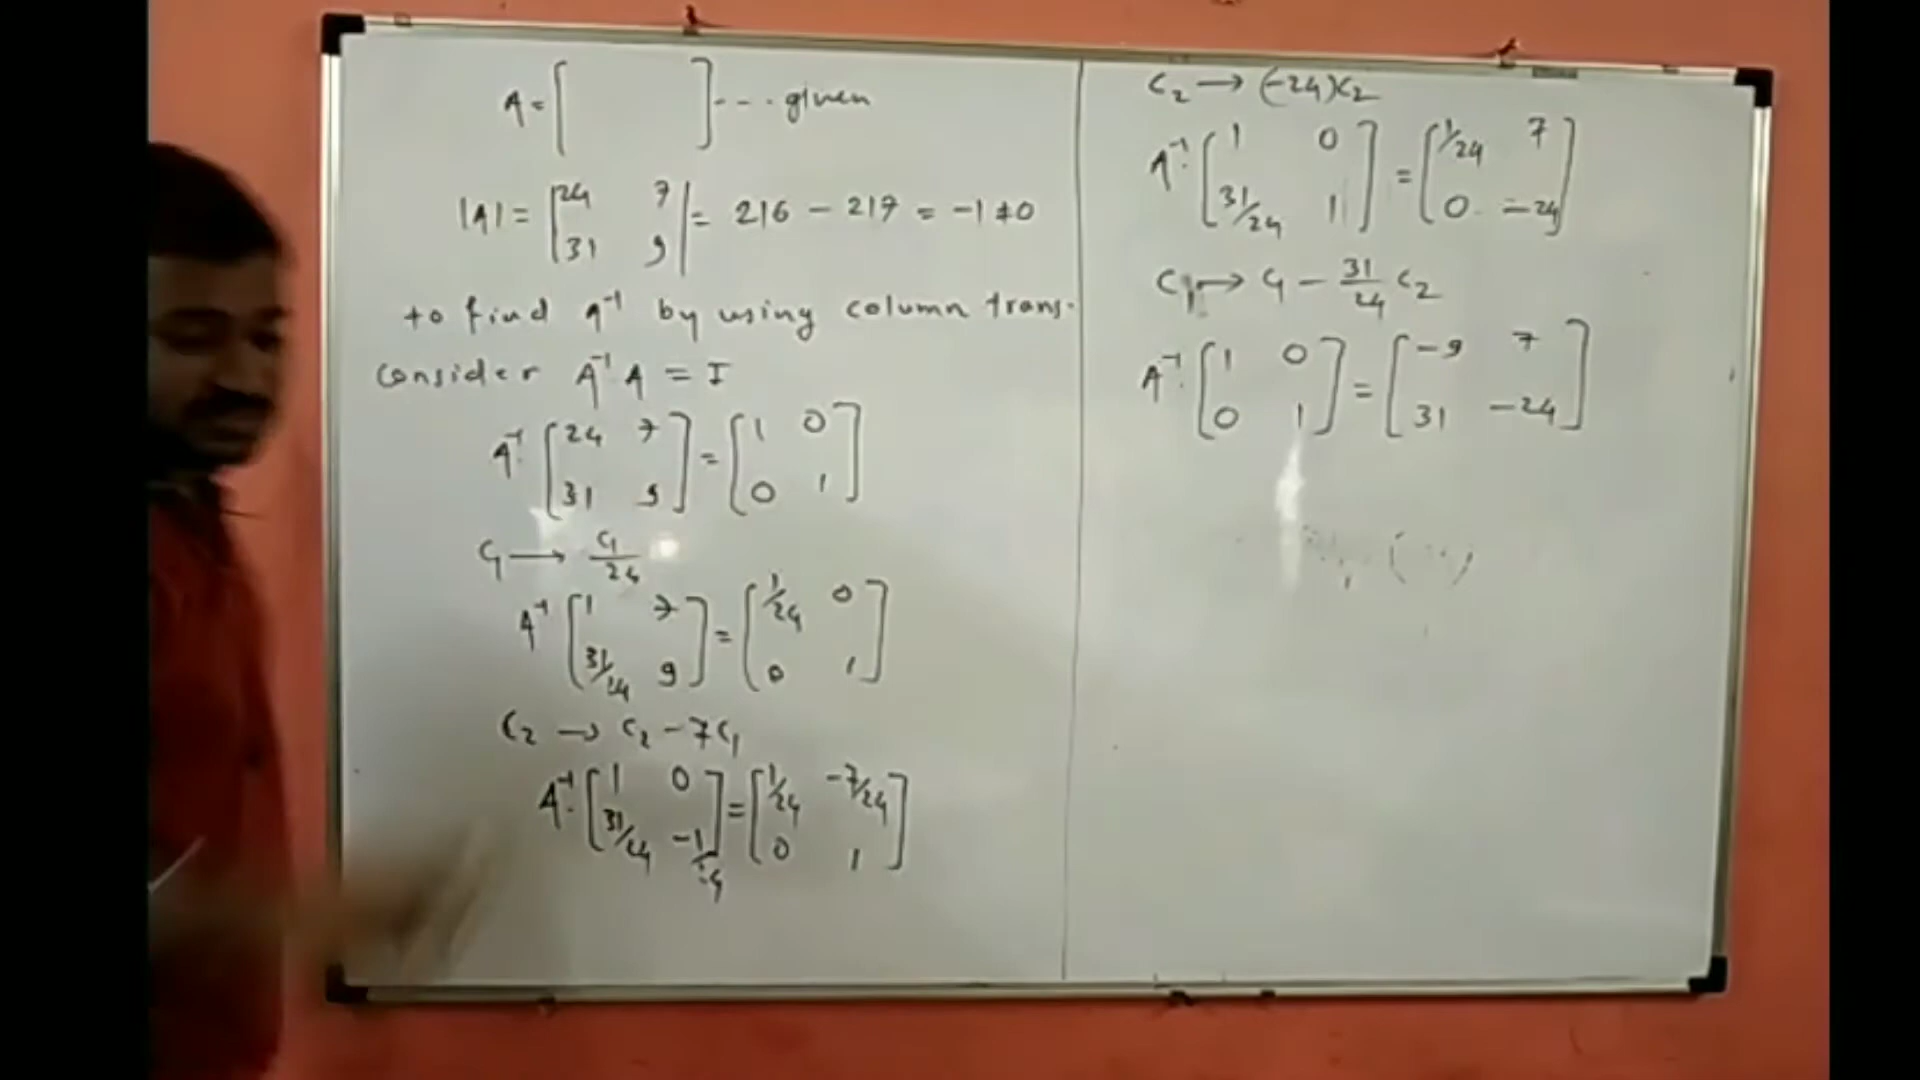 A = [ ] --- given
|A| = |24 7| = 216 - 217 = -1 ≠ 0
|31 9|
to find A⁻¹ by using column trans.
consider A⁻¹ A = I
A⁻¹. [24 7] = [1 0]
[31 9] [0 1]
C₁ → C₁/24
A⁻¹ [1 7] = [1/24 0]
[31/24 9] [0 1]
C₂ → C₂ - 7C₁
A⁻¹. [1 0] = [1/24 -7/24]
[31/24 -1/24] [0 1]
C₂ → (-24)C₂
A⁻¹. [1 0] = [1/24 7]
[31/24 1] [0 -24]
C₁ → C₁ - 31/24 C₂
A⁻¹. [1 0] = [-9 7]
[0 1] [31 -24]